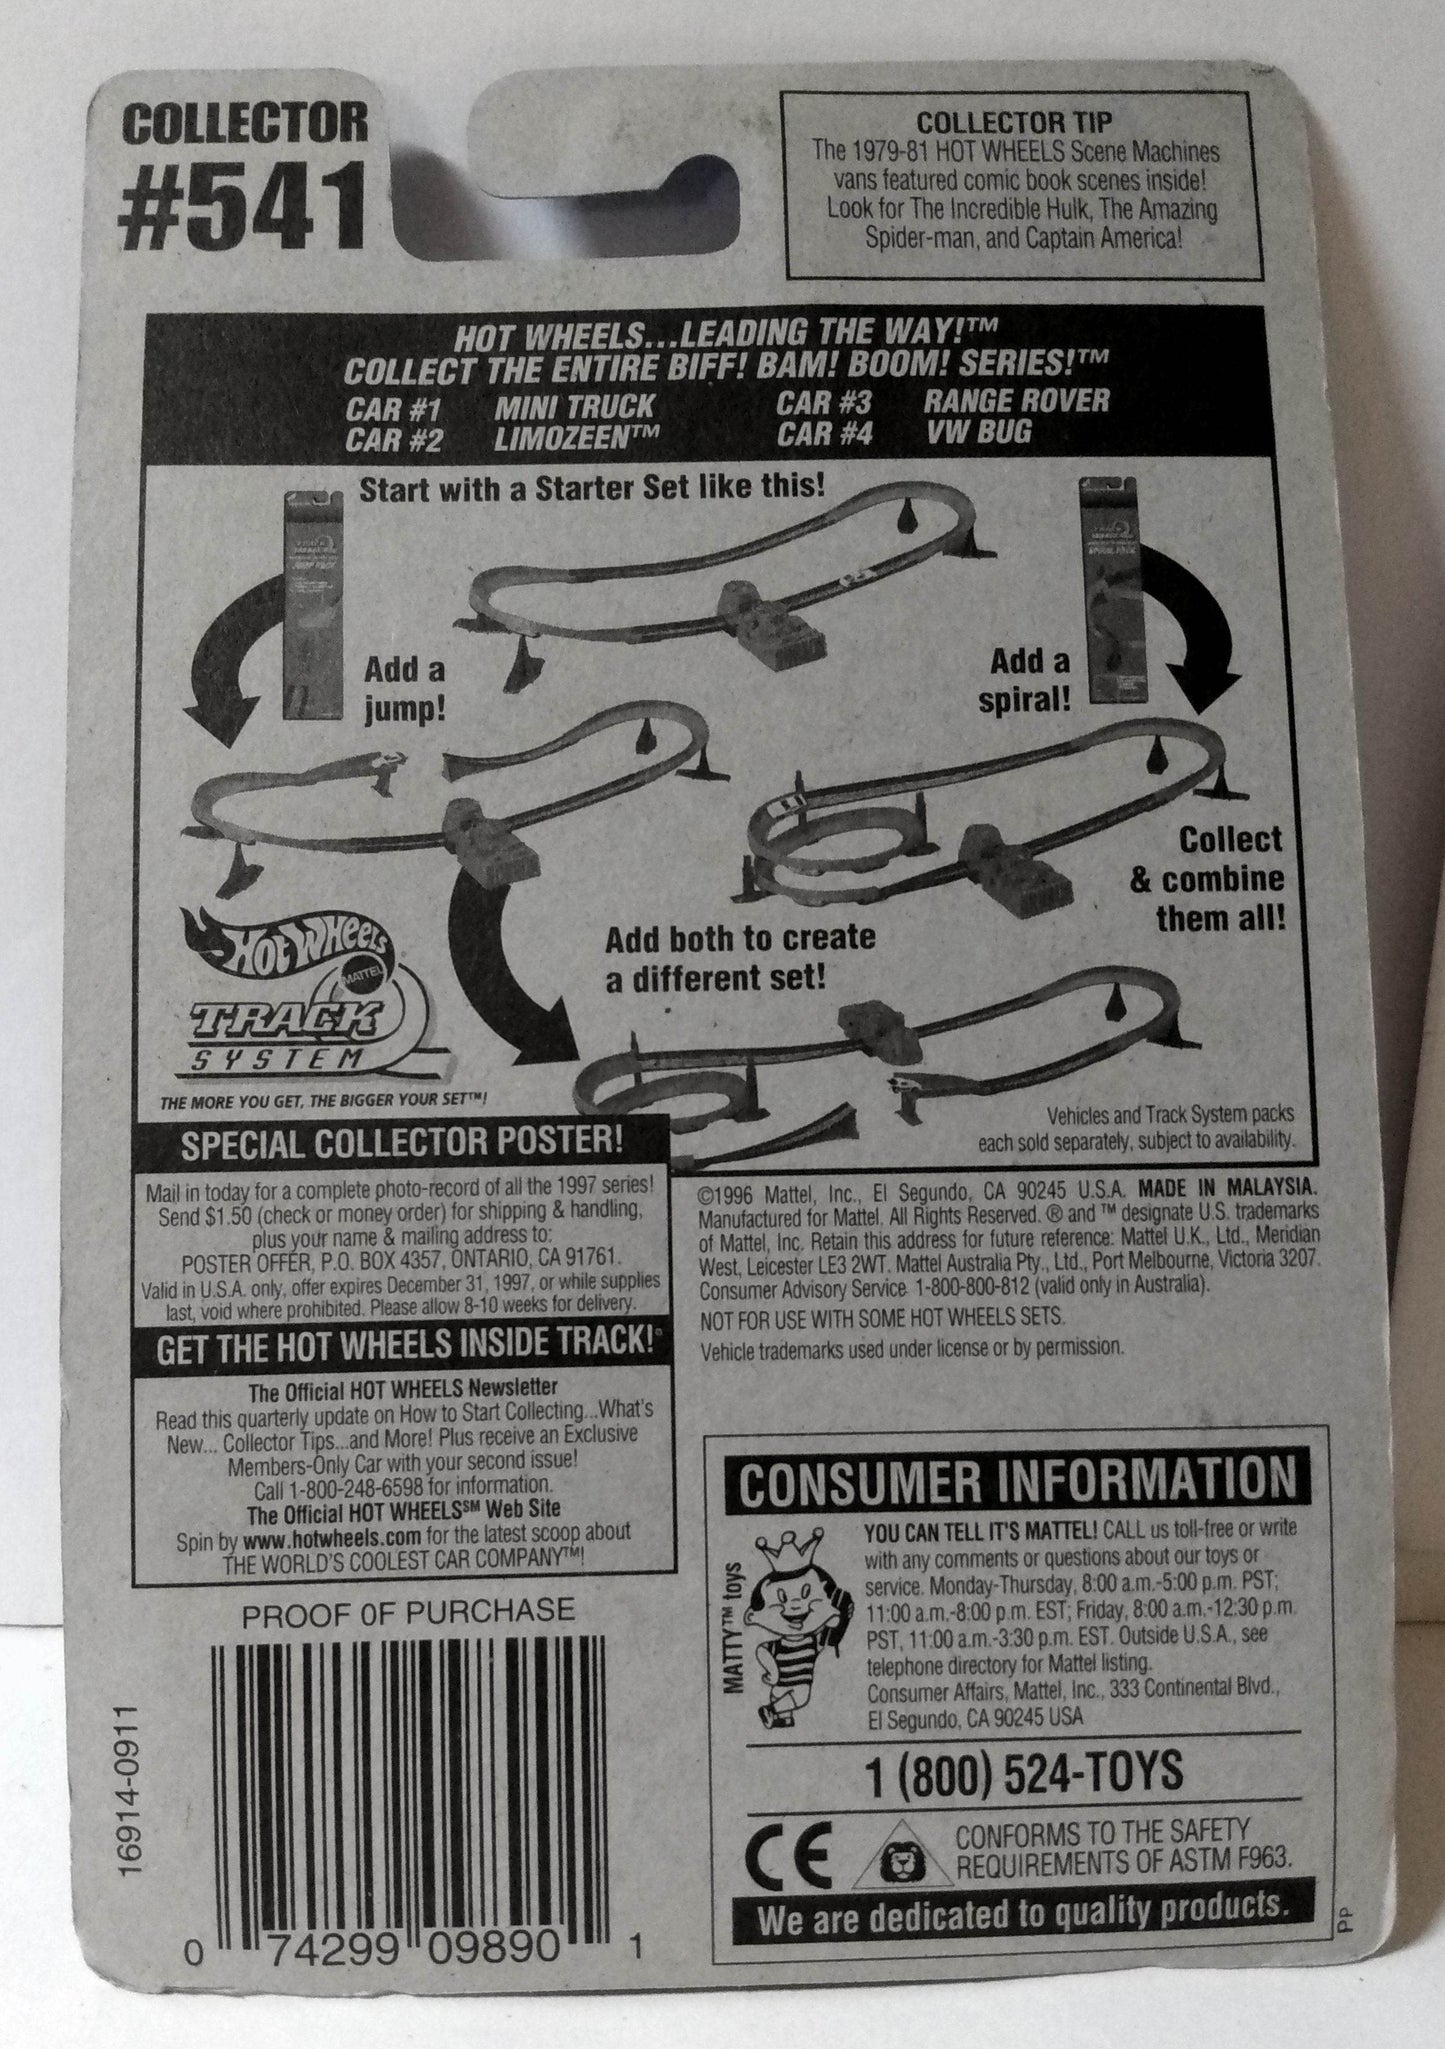 COLLECTOR
#541
COLLECTOR TIP
The 1979-81 HOT WHEELS Scene Machines
vans featured comic book scenes inside!
Look for The Incredible Hulk, The Amazing
Spider-man, and Captain America!
HOT WHEELS...LEADING THE WAY!™
COLLECT THE ENTIRE BIFF! BAM! BOOM! SERIES!™
CAR #1 MINI TRUCK CAR #3 RANGE ROVER
CAR #2 LIMOZEEN™ CAR #4 VW BUG
Start with a Starter Set like this!
Add a
jump!
Add a
spiral!
Collect
& combine
them all!
Add both to create
a different set!
HOT WHEELS
MATTEL
TRACK
SYSTEM
THE MORE YOU GET, THE BIGGER YOUR SET™!
Vehicles and Track System packs
each sold separately, subject to availability.
SPECIAL COLLECTOR POSTER!
Mail in today for a complete photo-record of all the 1997 series!
Send $1.50 (check or money order) for shipping & handling,
plus your name & mailing address to:
POSTER OFFER, P.O. BOX 4357, ONTARIO, CA 91761.
Valid in U.S.A. only, offer expires December 31, 1997, or while supplies
last, void where prohibited. Please allow 8-10 weeks for delivery.
GET THE HOT WHEELS INSIDE TRACK!®
The Official HOT WHEELS Newsletter
Read this quarterly update on How to Start Collecting...What's
New... Collector Tips...and More! Plus receive an Exclusive
Members-Only Car with your second issue!
Call 1-800-248-6598 for information.
The Official HOT WHEELS℠ Web Site
Spin by www.hotwheels.com for the latest scoop about
THE WORLD'S COOLEST CAR COMPANY™!
©1996 Mattel, Inc., El Segundo, CA 90245 U.S.A. MADE IN MALAYSIA.
Manufactured for Mattel. All Rights Reserved. ® and ™ designate U.S. trademarks
of Mattel, Inc. Retain this address for future reference: Mattel U.K., Ltd., Meridian
West, Leicester LE3 2WT. Mattel Australia Pty., Ltd., Port Melbourne, Victoria 3207.
Consumer Advisory Service 1-800-800-812 (valid only in Australia).
NOT FOR USE WITH SOME HOT WHEELS SETS.
Vehicle trademarks used under license or by permission.
PROOF OF PURCHASE
0 74299 09890 1
16914-0911
CONSUMER INFORMATION
MATTY™ toys
YOU CAN TELL IT'S MATTEL! CALL us toll-free or write
with any comments or questions about our toys or
service. Monday-Thursday, 8:00 a.m.-5:00 p.m. PST;
11:00 a.m.-8:00 p.m. EST; Friday, 8:00 a.m.-12:30 p.m.
PST, 11:00 a.m.-3:30 p.m. EST. Outside U.S.A., see
telephone directory for Mattel listing.
Consumer Affairs, Mattel, Inc., 333 Continental Blvd.,
El Segundo, CA 90245 USA
1 (800) 524-TOYS
CE
CONFORMS TO THE SAFETY
REQUIREMENTS OF ASTM F963.
We are dedicated to quality products.
PP